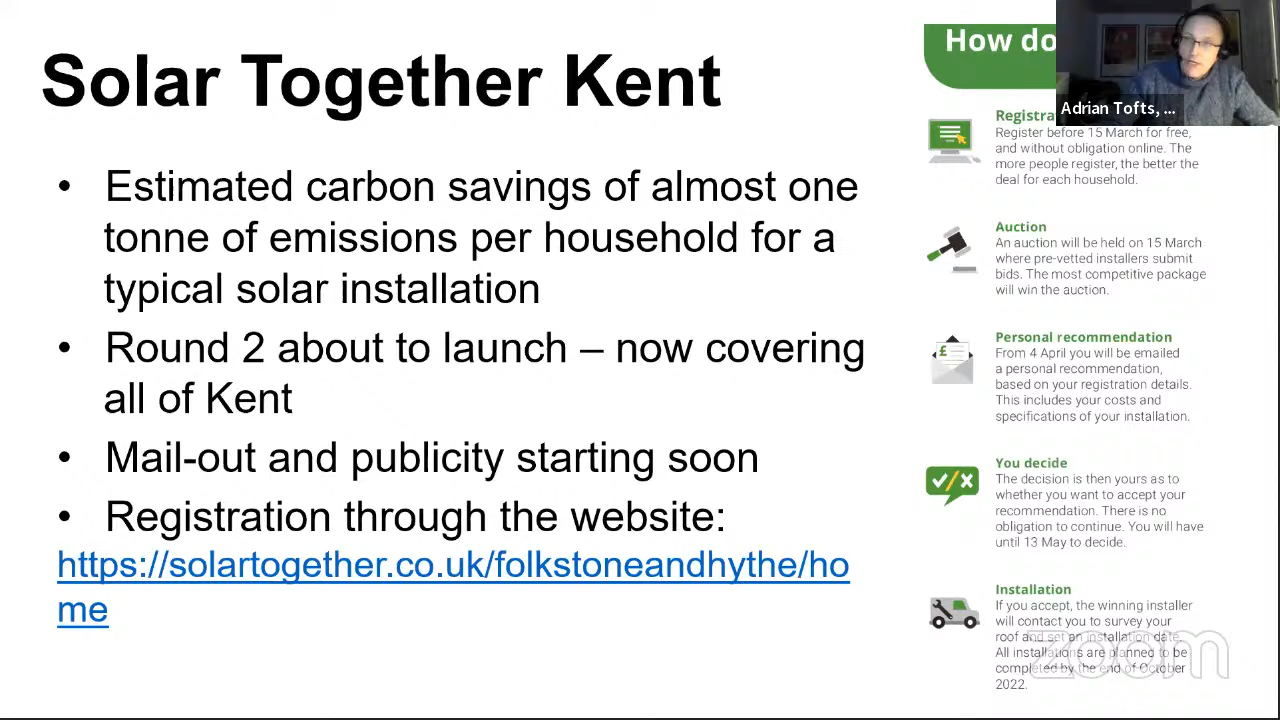 Solar Together Kent
• Estimated carbon savings of almost one
tonne of emissions per household for a
typical solar installation
• Round 2 about to launch – now covering
all of Kent
• Mail-out and publicity starting soon
• Registration through the website:
https://solartogether.co.uk/folkstoneandhythe/ho
me
How do
Adrian Tofts, ...
Registra
Register before 15 March for free,
and without obligation online. The
more people register, the better the
deal for each household.
Auction
An auction will be held on 15 March
where pre-vetted installers submit
bids. The most competitive package
will win the auction.
Personal recommendation
From 4 April you will be emailed
a personal recommendation,
based on your registration details.
This includes your costs and
specifications of your installation.
You decide
The decision is then yours as to
whether you want to accept your
recommendation. There is no
obligation to continue. You will have
until 13 May to decide.
Installation
If you accept, the winning installer
will contact you to survey your
roof and set an installation date.
All installations are planned to be
completed by the end of October
2022.
zoom